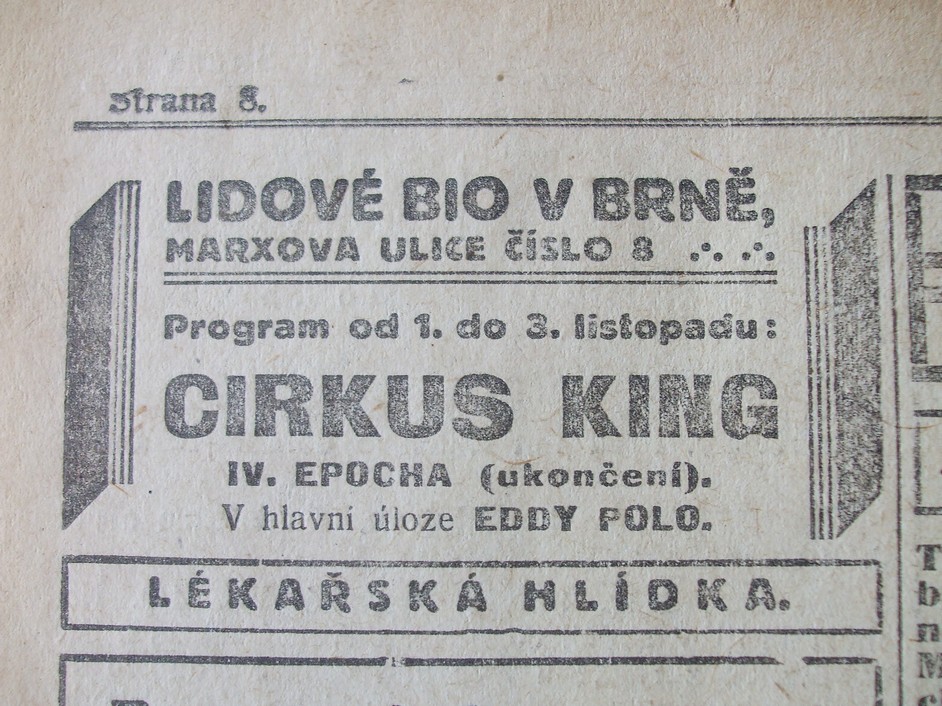 Strana 8.
LIDOVÉ BIO V BRNĚ,
MARXOVA ULICE ČÍSLO 8 .·. .·.
Program od 1. do 3. listopadu:
CIRKUS KING
IV. EPOCHA (ukončení).
V hlavní úloze EDDY POLO.
LÉKAŘSKÁ HLÍDKA.